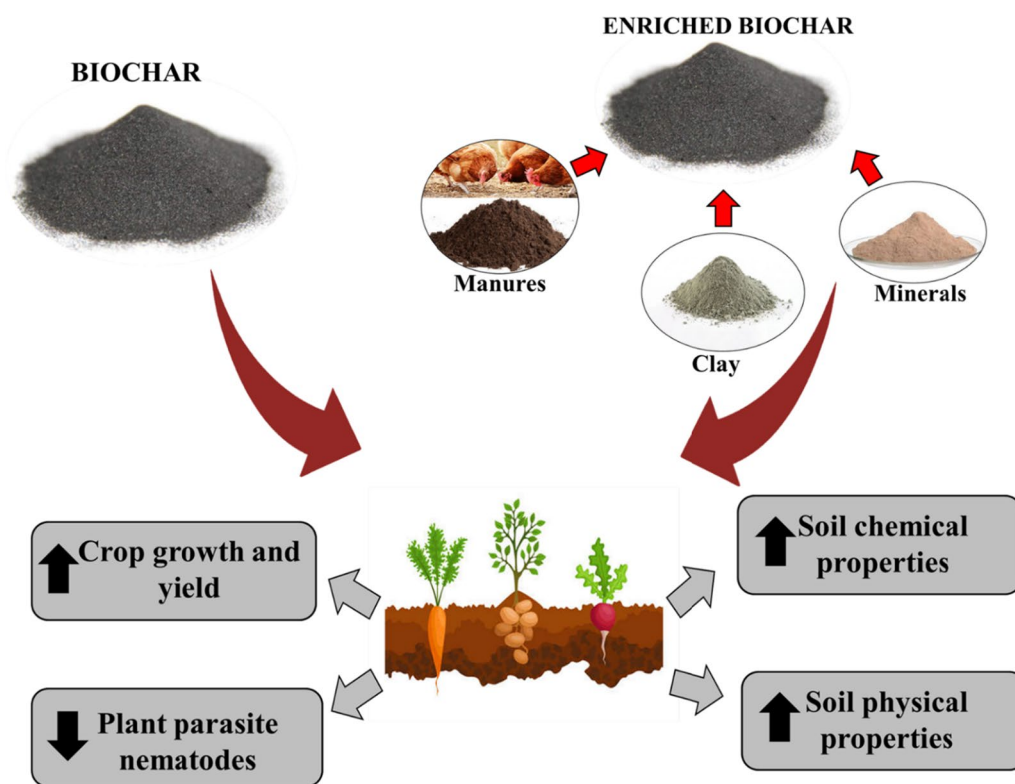 BIOCHAR
ENRICHED BIOCHAR
Manures
Clay
Minerals
Crop growth and
yield
Soil chemical
properties
Plant parasite
nematodes
Soil physical
properties